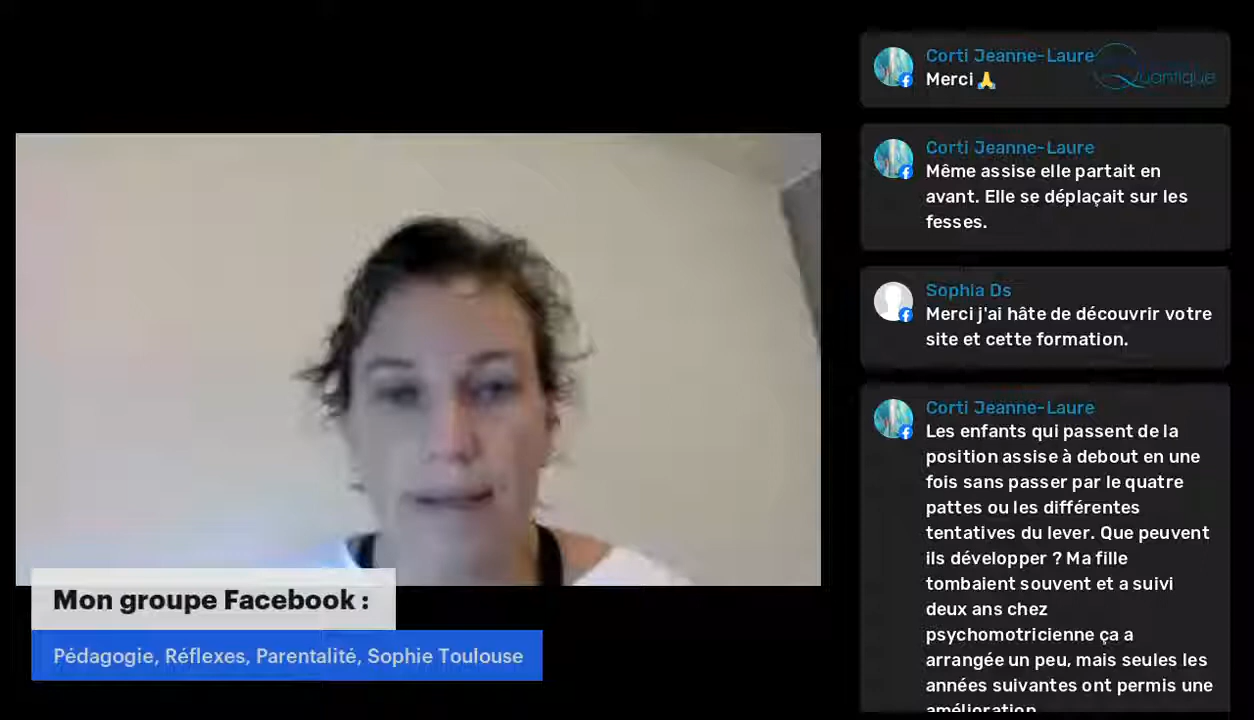 Corti Jeanne-Laure
Merci 🙏
Quantique
Corti Jeanne-Laure
Même assise elle partait en
avant. Elle se déplaçait sur les
fesses.
Sophia Ds
Merci j'ai hâte de découvrir votre
site et cette formation.
Corti Jeanne-Laure
Les enfants qui passent de la
position assise à debout en une
fois sans passer par le quatre
pattes ou les différentes
tentatives du lever. Que peuvent
ils développer ? Ma fille
tombaient souvent et a suivi
deux ans chez
psychomotricienne ça a
arrangée un peu, mais seules les
années suivantes ont permis une
amélioration
Mon groupe Facebook :
Pédagogie, Réflexes, Parentalité, Sophie Toulouse